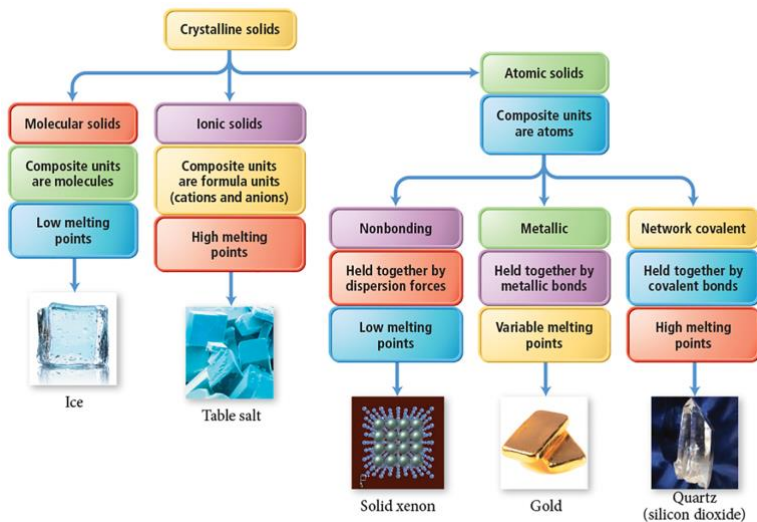 Crystalline solids
Molecular solids
Composite units
are molecules
Low melting
points
Ice
Ionic solids
Composite units
are formula units
(cations and anions)
High melting
points
Table salt
Atomic solids
Composite units
are atoms
Nonbonding
Held together by
dispersion forces
Low melting
points
Solid xenon
Metallic
Held together by
metallic bonds
Variable melting
points
Gold
Network covalent
Held together by
covalent bonds
High melting
points
Quartz
(silicon dioxide)